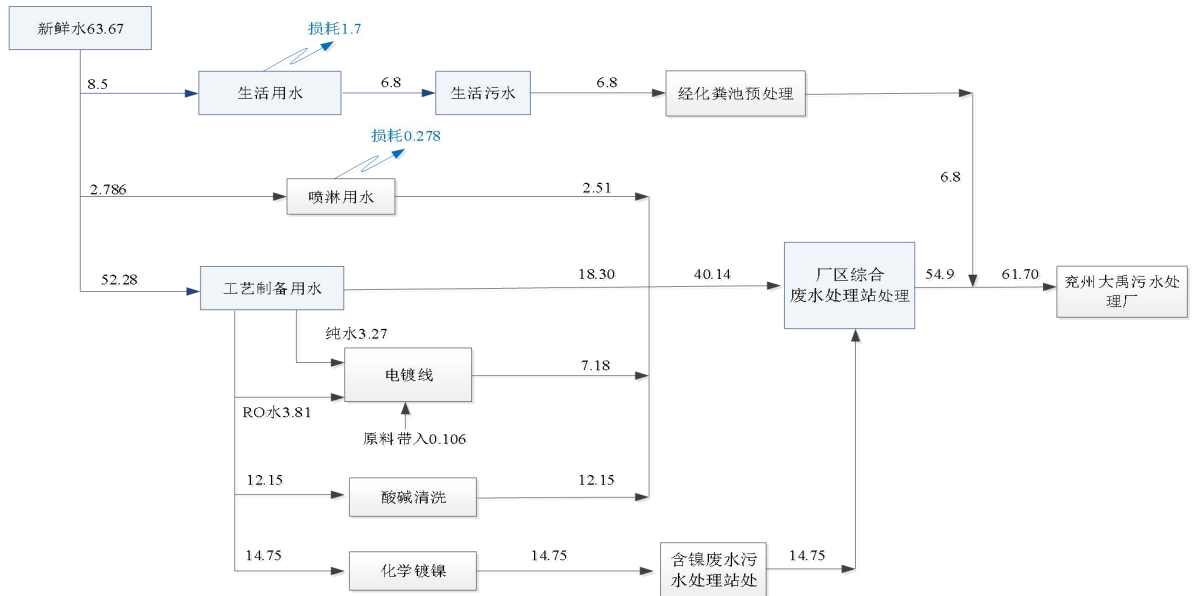 新鲜水63.67
损耗1.7
8.5
生活用水
6.8
生活污水
6.8
经化粪池预处理
损耗0.278
2.786
喷淋用水
2.51
6.8
52.28
工艺制备用水
18.30
40.14
厂区综合
废水处理站处理
54.9
61.70
兖州大禹污水处
理厂
纯水3.27
电镀线
7.18
RO水3.81
原料带入0.106
12.15
酸碱清洗
12.15
14.75
化学镀镍
14.75
含镍废水污
水处理站处
14.75